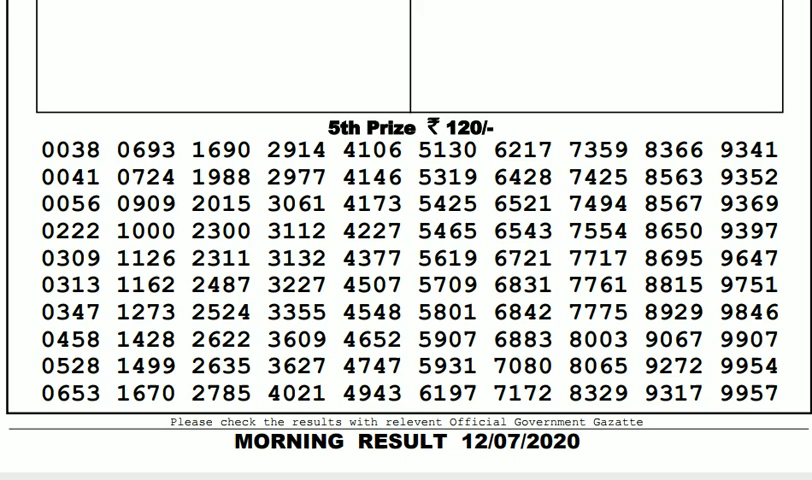 5th Prize ₹ 120/-
0038 0693 1690 2914 4106 5130 6217 7359 8366 9341
0041 0724 1988 2977 4146 5319 6428 7425 8563 9352
0056 0909 2015 3061 4173 5425 6521 7494 8567 9369
0222 1000 2300 3112 4227 5465 6543 7554 8650 9397
0309 1126 2311 3132 4377 5619 6721 7717 8695 9647
0313 1162 2487 3227 4507 5709 6831 7761 8815 9751
0347 1273 2524 3355 4548 5801 6842 7775 8929 9846
0458 1428 2622 3609 4652 5907 6883 8003 9067 9907
0528 1499 2635 3627 4747 5931 7080 8065 9272 9954
0653 1670 2785 4021 4943 6197 7172 8329 9317 9957
Please check the results with relevent Official Government Gazatte
MORNING RESULT 12/07/2020